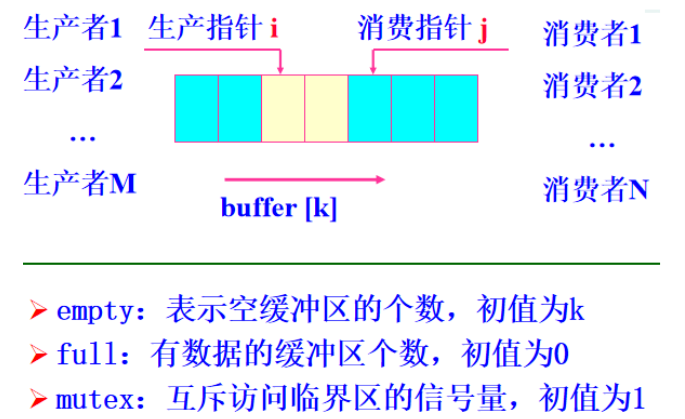 生产者1 生产指针 i 消费指针 j 消费者1
生产者2 消费者2
… …
生产者M 消费者N
buffer [k]
empty：表示空缓冲区的个数，初值为k
full：有数据的缓冲区个数，初值为0
mutex：互斥访问临界区的信号量，初值为1